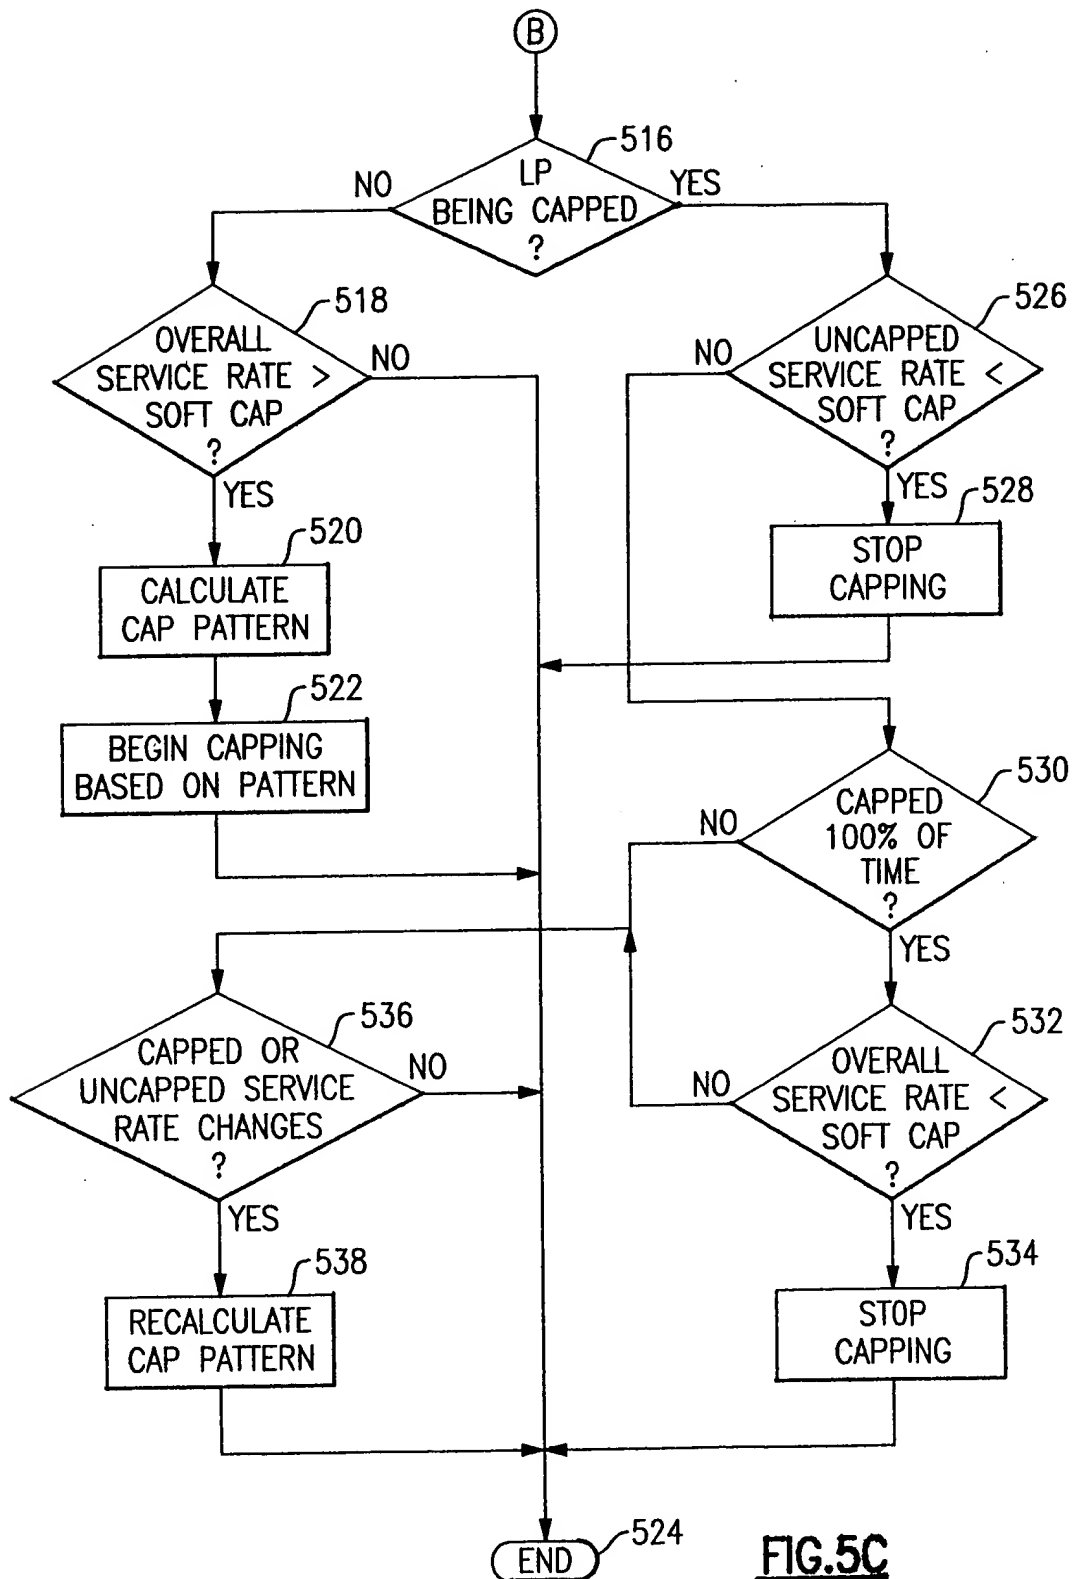 B
516
LP
BEING CAPPED
?
NO
YES
518
OVERALL
SERVICE RATE >
SOFT CAP
?
NO
YES
526
UNCAPPED
SERVICE RATE <
SOFT CAP
?
NO
YES
528
STOP
CAPPING
520
CALCULATE
CAP PATTERN
522
BEGIN CAPPING
BASED ON PATTERN
530
CAPPED
100% OF
TIME
?
NO
YES
532
OVERALL
SERVICE RATE <
SOFT CAP
?
NO
YES
534
STOP
CAPPING
536
CAPPED OR
UNCAPPED SERVICE
RATE CHANGES
?
NO
YES
538
RECALCULATE
CAP PATTERN
END
524
FIG.5C